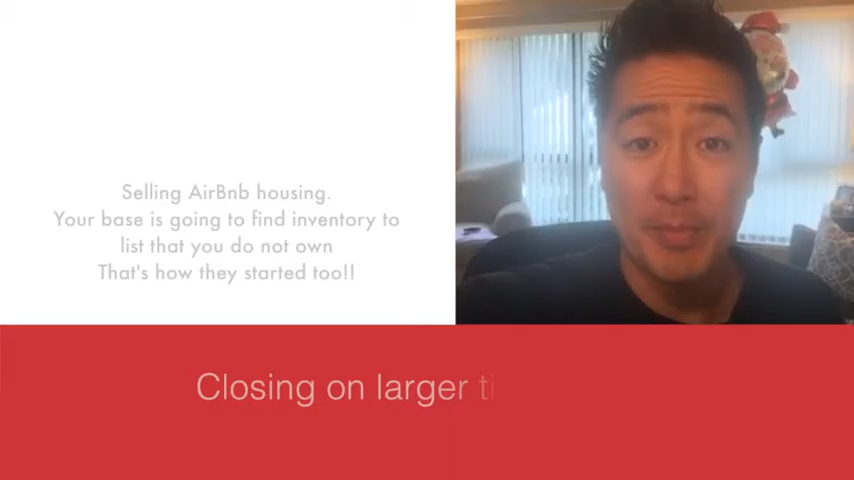 Selling AirBnb housing.
Your base is going to find inventory to
list that you do not own
That's how they started too!!
Closing on larger